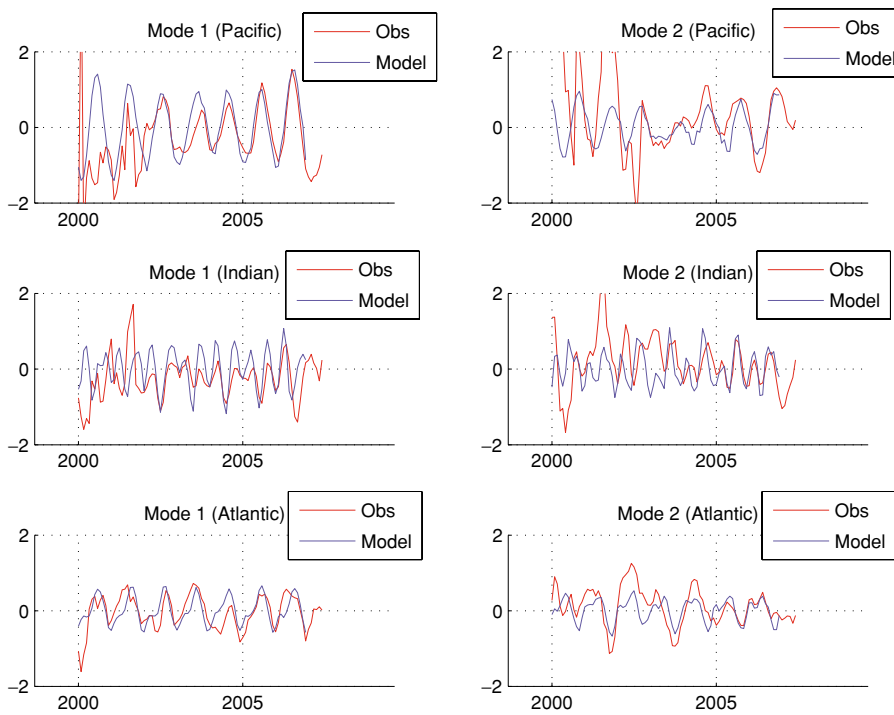 Mode 1 (Pacific)
Obs
Model
2
0
−2
2000
2005
Mode 2 (Pacific)
Obs
Model
2
0
−2
2000
2005
Mode 1 (Indian)
Obs
Model
2
0
−2
2000
2005
Mode 2 (Indian)
Obs
Model
2
0
−2
2000
2005
Mode 1 (Atlantic)
Obs
Model
2
0
−2
2000
2005
Mode 2 (Atlantic)
Obs
Model
2
0
−2
2000
2005